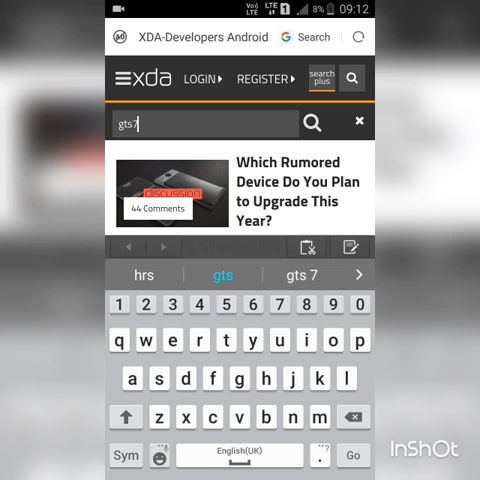 Vo)) LTE LTE 1 8% 09:12
XDA-Developers Android G Search
xda LOGIN REGISTER search plus
gts7
Which Rumored
Device Do You Plan
to Upgrade This
Year?
discussion
44 Comments
hrs gts gts 7
1 2 3 4 5 6 7 8 9 0
q w e r t y u i o p
a s d f g h j k l
z x c v b n m
Sym English(UK) . ,? Go
InShOt